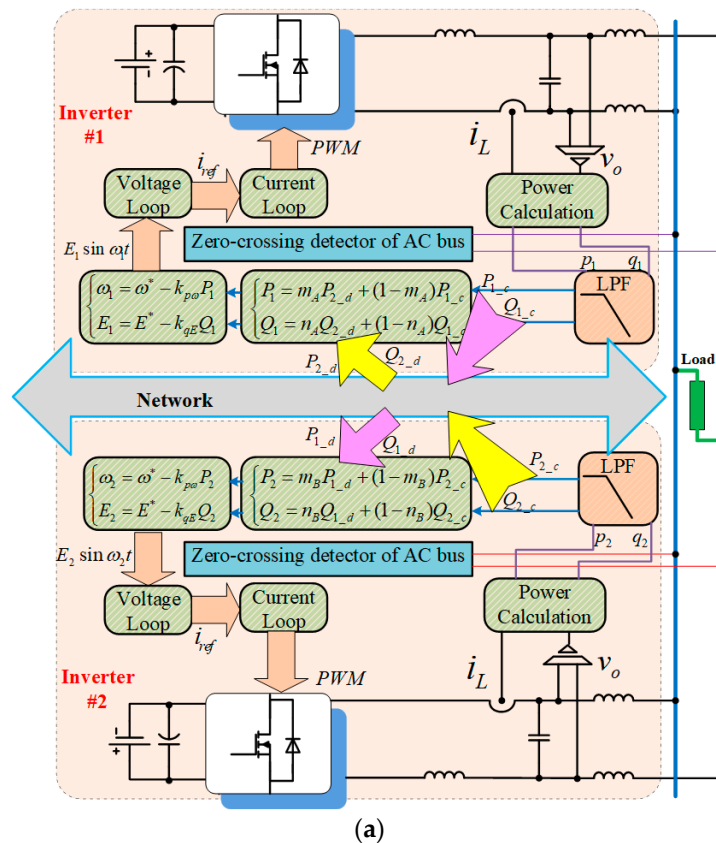 Inverter
#1
PWM
i_L
v_o
Voltage
Loop
i_ref
Current
Loop
Power
Calculation
E_1 sin ω_1t
Zero-crossing detector of AC bus
p_1
q_1
ω_1 = ω* − k_pω P_1
E_1 = E* − k_qE Q_1
P_1 = m_A P_2_d + (1−m_A)P_1_c
Q_1 = n_A Q_2_d + (1−n_A)Q_1_c
P_1_c
Q_1_c
LPF
P_2_d
Q_2_d
Load
Network
P_1_d
Q_1_d
ω_2 = ω* − k_pω P_2
E_2 = E* − k_qE Q_2
P_2 = m_B P_1_d + (1−m_B)P_2_c
Q_2 = n_B Q_1_d + (1−n_B)Q_2_c
P_2_c
Q_2_c
LPF
p_2
q_2
E_2 sin ω_2t
Zero-crossing detector of AC bus
Voltage
Loop
i_ref
Current
Loop
Power
Calculation
PWM
i_L
v_o
Inverter
#2
(a)